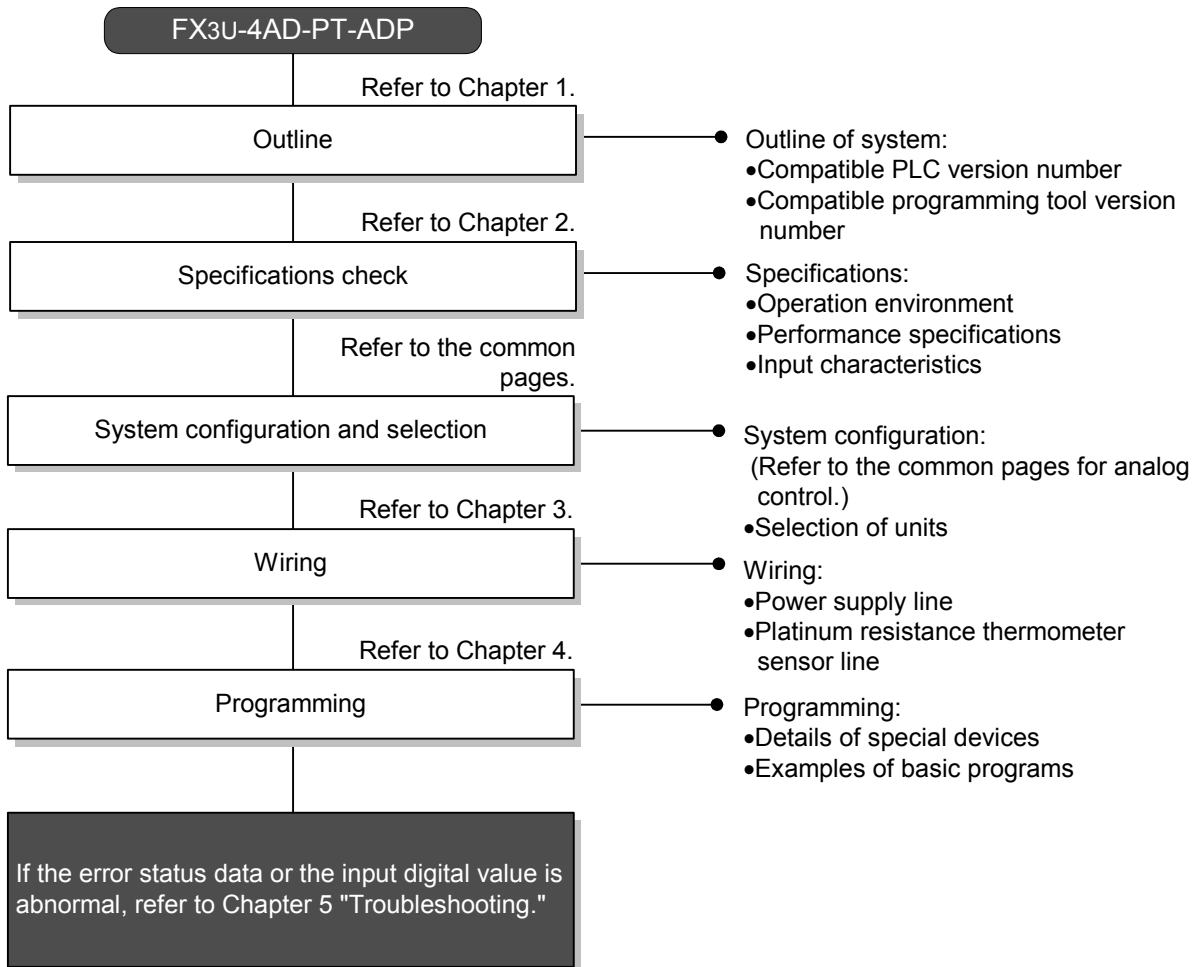 FX3U-4AD-PT-ADP
Refer to Chapter 1.
Outline
Outline of system:
•Compatible PLC version number
•Compatible programming tool version
number
Refer to Chapter 2.
Specifications check
Specifications:
•Operation environment
•Performance specifications
•Input characteristics
Refer to the common
pages.
System configuration and selection
System configuration:
(Refer to the common pages for analog
control.)
•Selection of units
Refer to Chapter 3.
Wiring
Wiring:
•Power supply line
•Platinum resistance thermometer
sensor line
Refer to Chapter 4.
Programming
Programming:
•Details of special devices
•Examples of basic programs
If the error status data or the input digital value is
abnormal, refer to Chapter 5 "Troubleshooting."